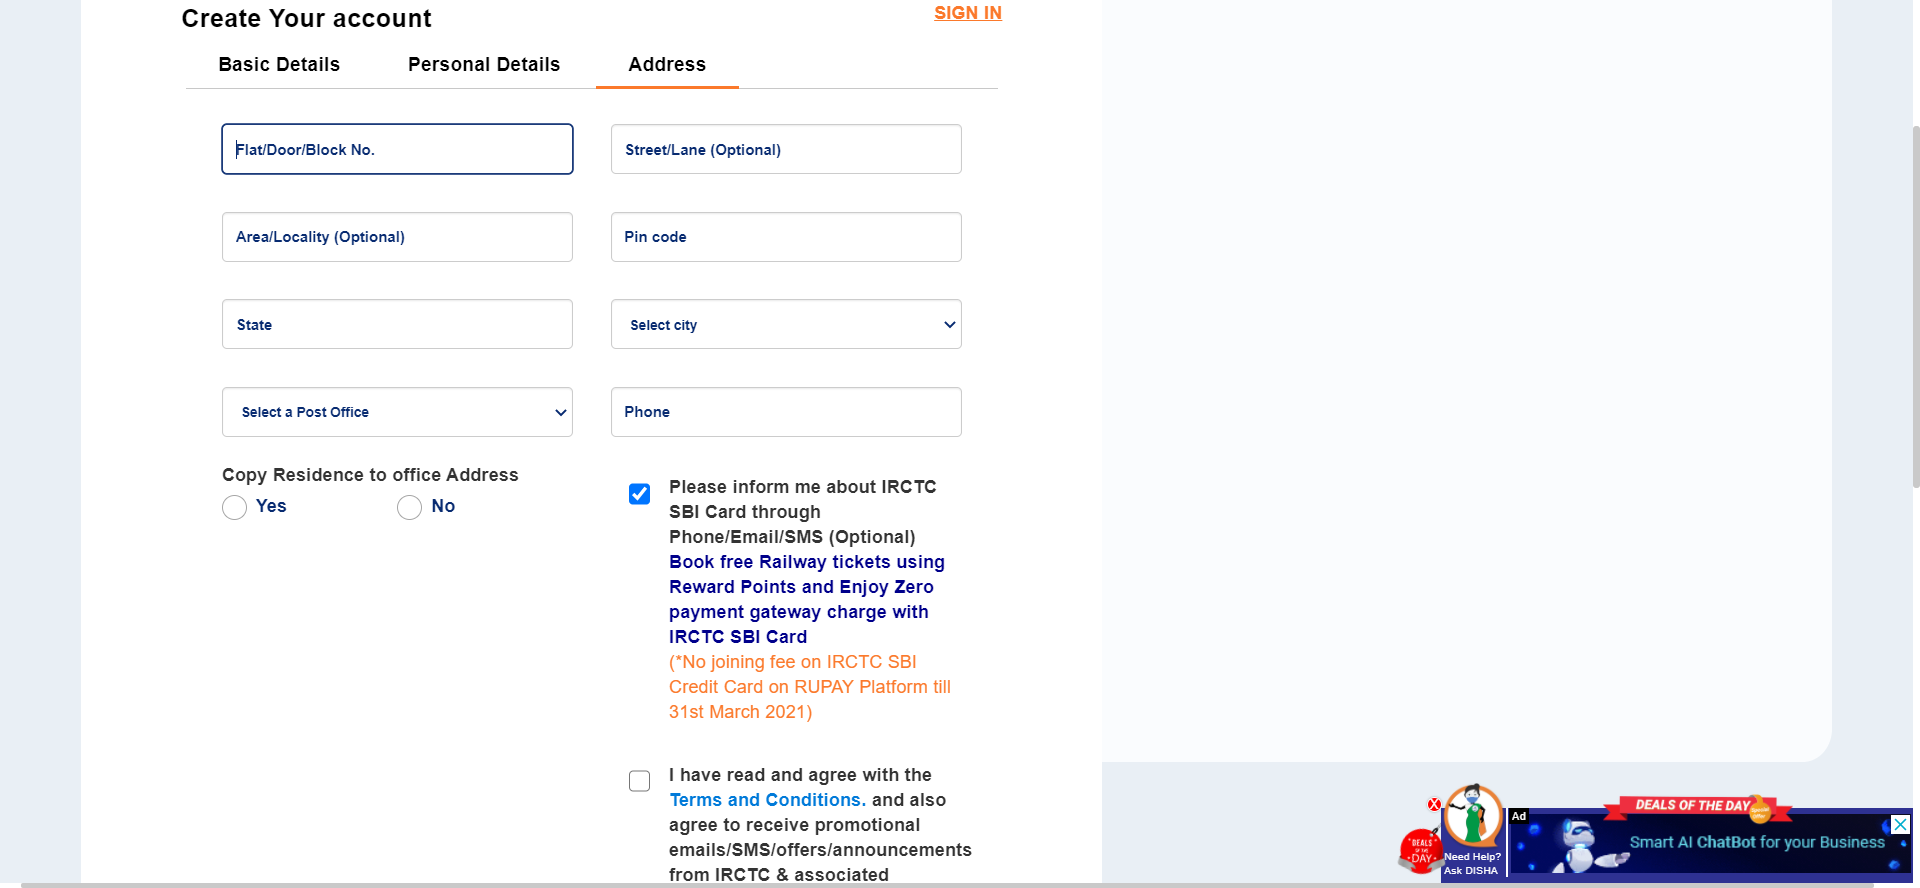 Create Your account
SIGN IN
Basic Details
Personal Details
Address
Flat/Door/Block No.
Street/Lane (Optional)
Area/Locality (Optional)
Pin code
State
Select city
Select a Post Office
Phone
Copy Residence to office Address
Yes
No
Please inform me about IRCTC
SBI Card through
Phone/Email/SMS (Optional)
Book free Railway tickets using
Reward Points and Enjoy Zero
payment gateway charge with
IRCTC SBI Card
(*No joining fee on IRCTC SBI
Credit Card on RUPAY Platform till
31st March 2021)
I have read and agree with the
Terms and Conditions. and also
agree to receive promotional
emails/SMS/offers/announcements
from IRCTC & associated
X
DEALS
OF THE
DAY
Need Help?
Ask DISHA
Ad
DEALS OF THE DAY
Special
offer
Smart AI ChatBot for your Business